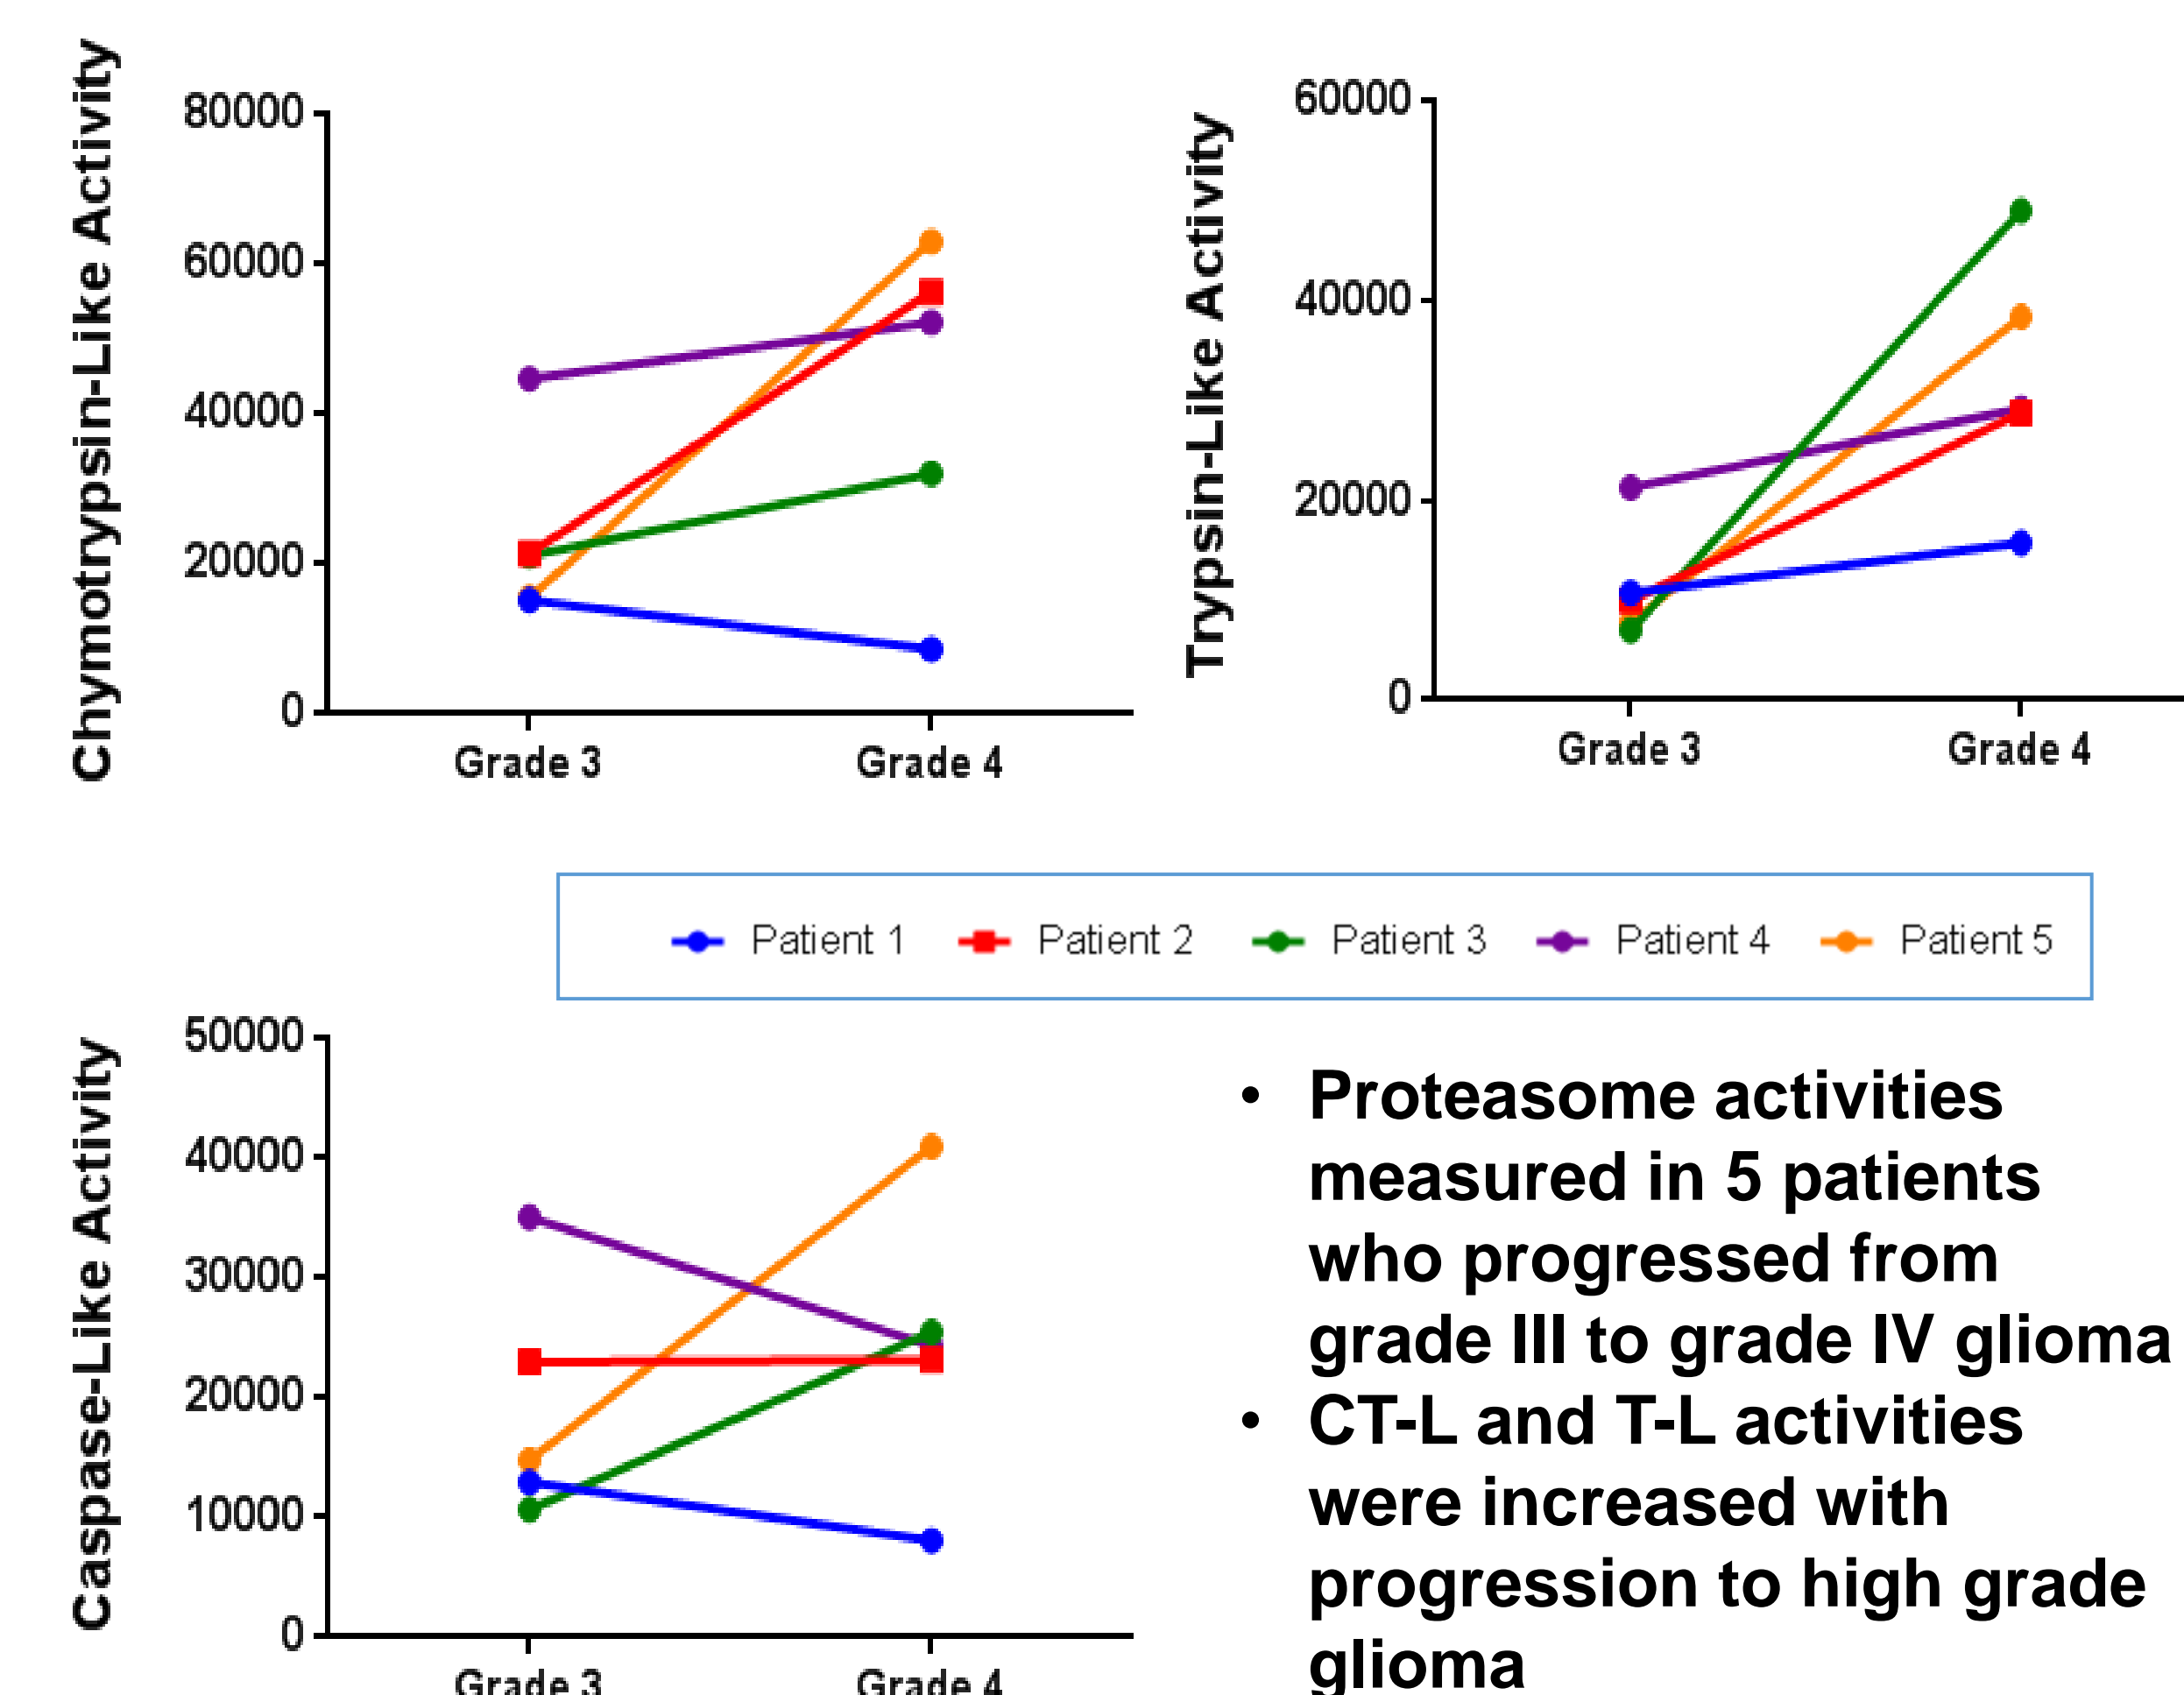 Chymotrypsin-Like Activity
80000
60000
40000
20000
0
Grade 3 Grade 4
Trypsin-Like Activity
60000
40000
20000
0
Grade 3 Grade 4
Patient 1 Patient 2 Patient 3 Patient 4 Patient 5
Caspase-Like Activity
50000
40000
30000
20000
10000
0
Grade 3 Grade 4
• Proteasome activities
measured in 5 patients
who progressed from
grade III to grade IV glioma
• CT-L and T-L activities
were increased with
progression to high grade
glioma